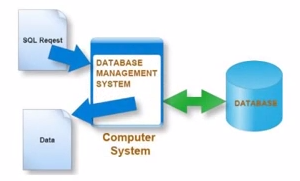 SQL Reqest
DATABASE
MANAGEMENT
SYSTEM
DATABASE
Data
Computer
System